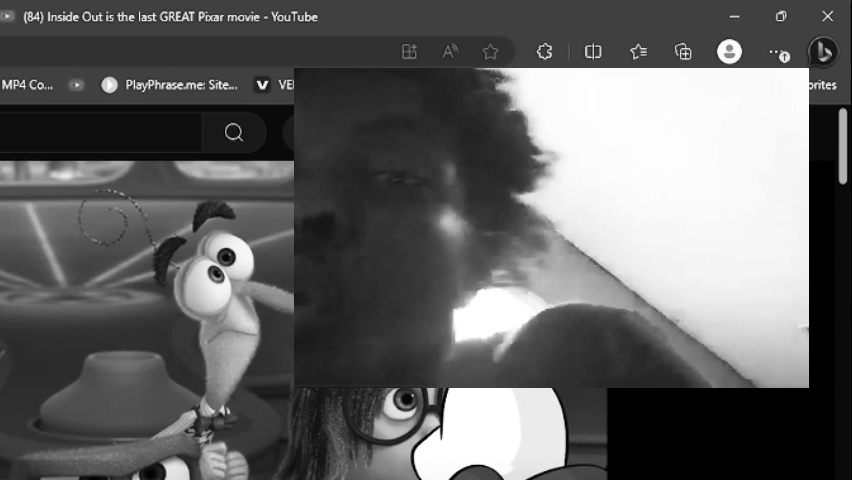 (84) Inside Out is the last GREAT Pixar movie - YouTube
MP4 Co... PlayPhrase.me: Site... VE
orites